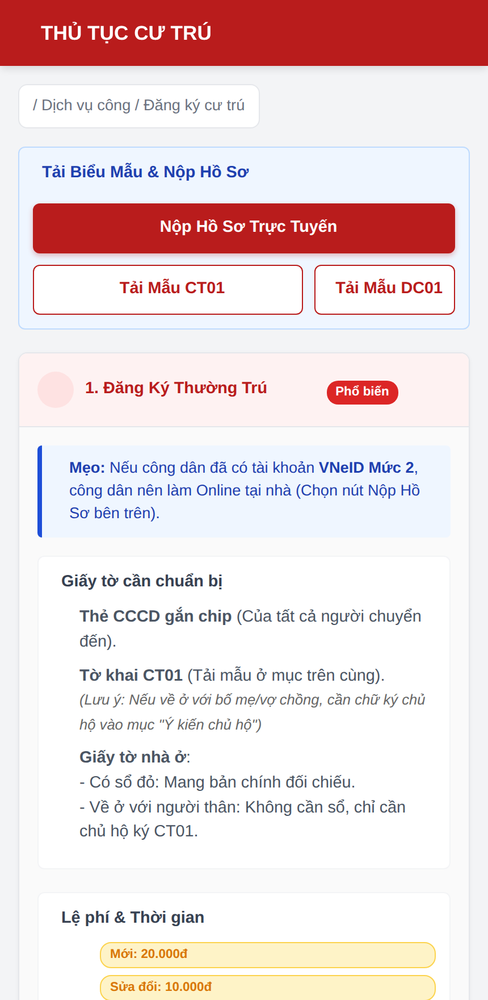 THỦ TỤC CƯ TRÚ
/ Dịch vụ công / Đăng ký cư trú
Tải Biểu Mẫu & Nộp Hồ Sơ
Nộp Hồ Sơ Trực Tuyến
Tải Mẫu CT01
Tải Mẫu DC01
1. Đăng Ký Thường Trú
Phổ biến
Mẹo: Nếu công dân đã có tài khoản VNeID Mức 2,
công dân nên làm Online tại nhà (Chọn nút Nộp Hồ
Sơ bên trên).
Giấy tờ cần chuẩn bị
Thẻ CCCD gắn chip (Của tất cả người chuyển
đến).
Tờ khai CT01 (Tải mẫu ở mục trên cùng).
(Lưu ý: Nếu về ở với bố mẹ/vợ chồng, cần chữ ký chủ
hộ vào mục "Ý kiến chủ hộ")
Giấy tờ nhà ở:
- Có sổ đỏ: Mang bản chính đối chiếu.
- Về ở với người thân: Không cần sổ, chỉ cần
chủ hộ ký CT01.
Lệ phí & Thời gian
Mới: 20.000đ
Sửa đổi: 10.000đ